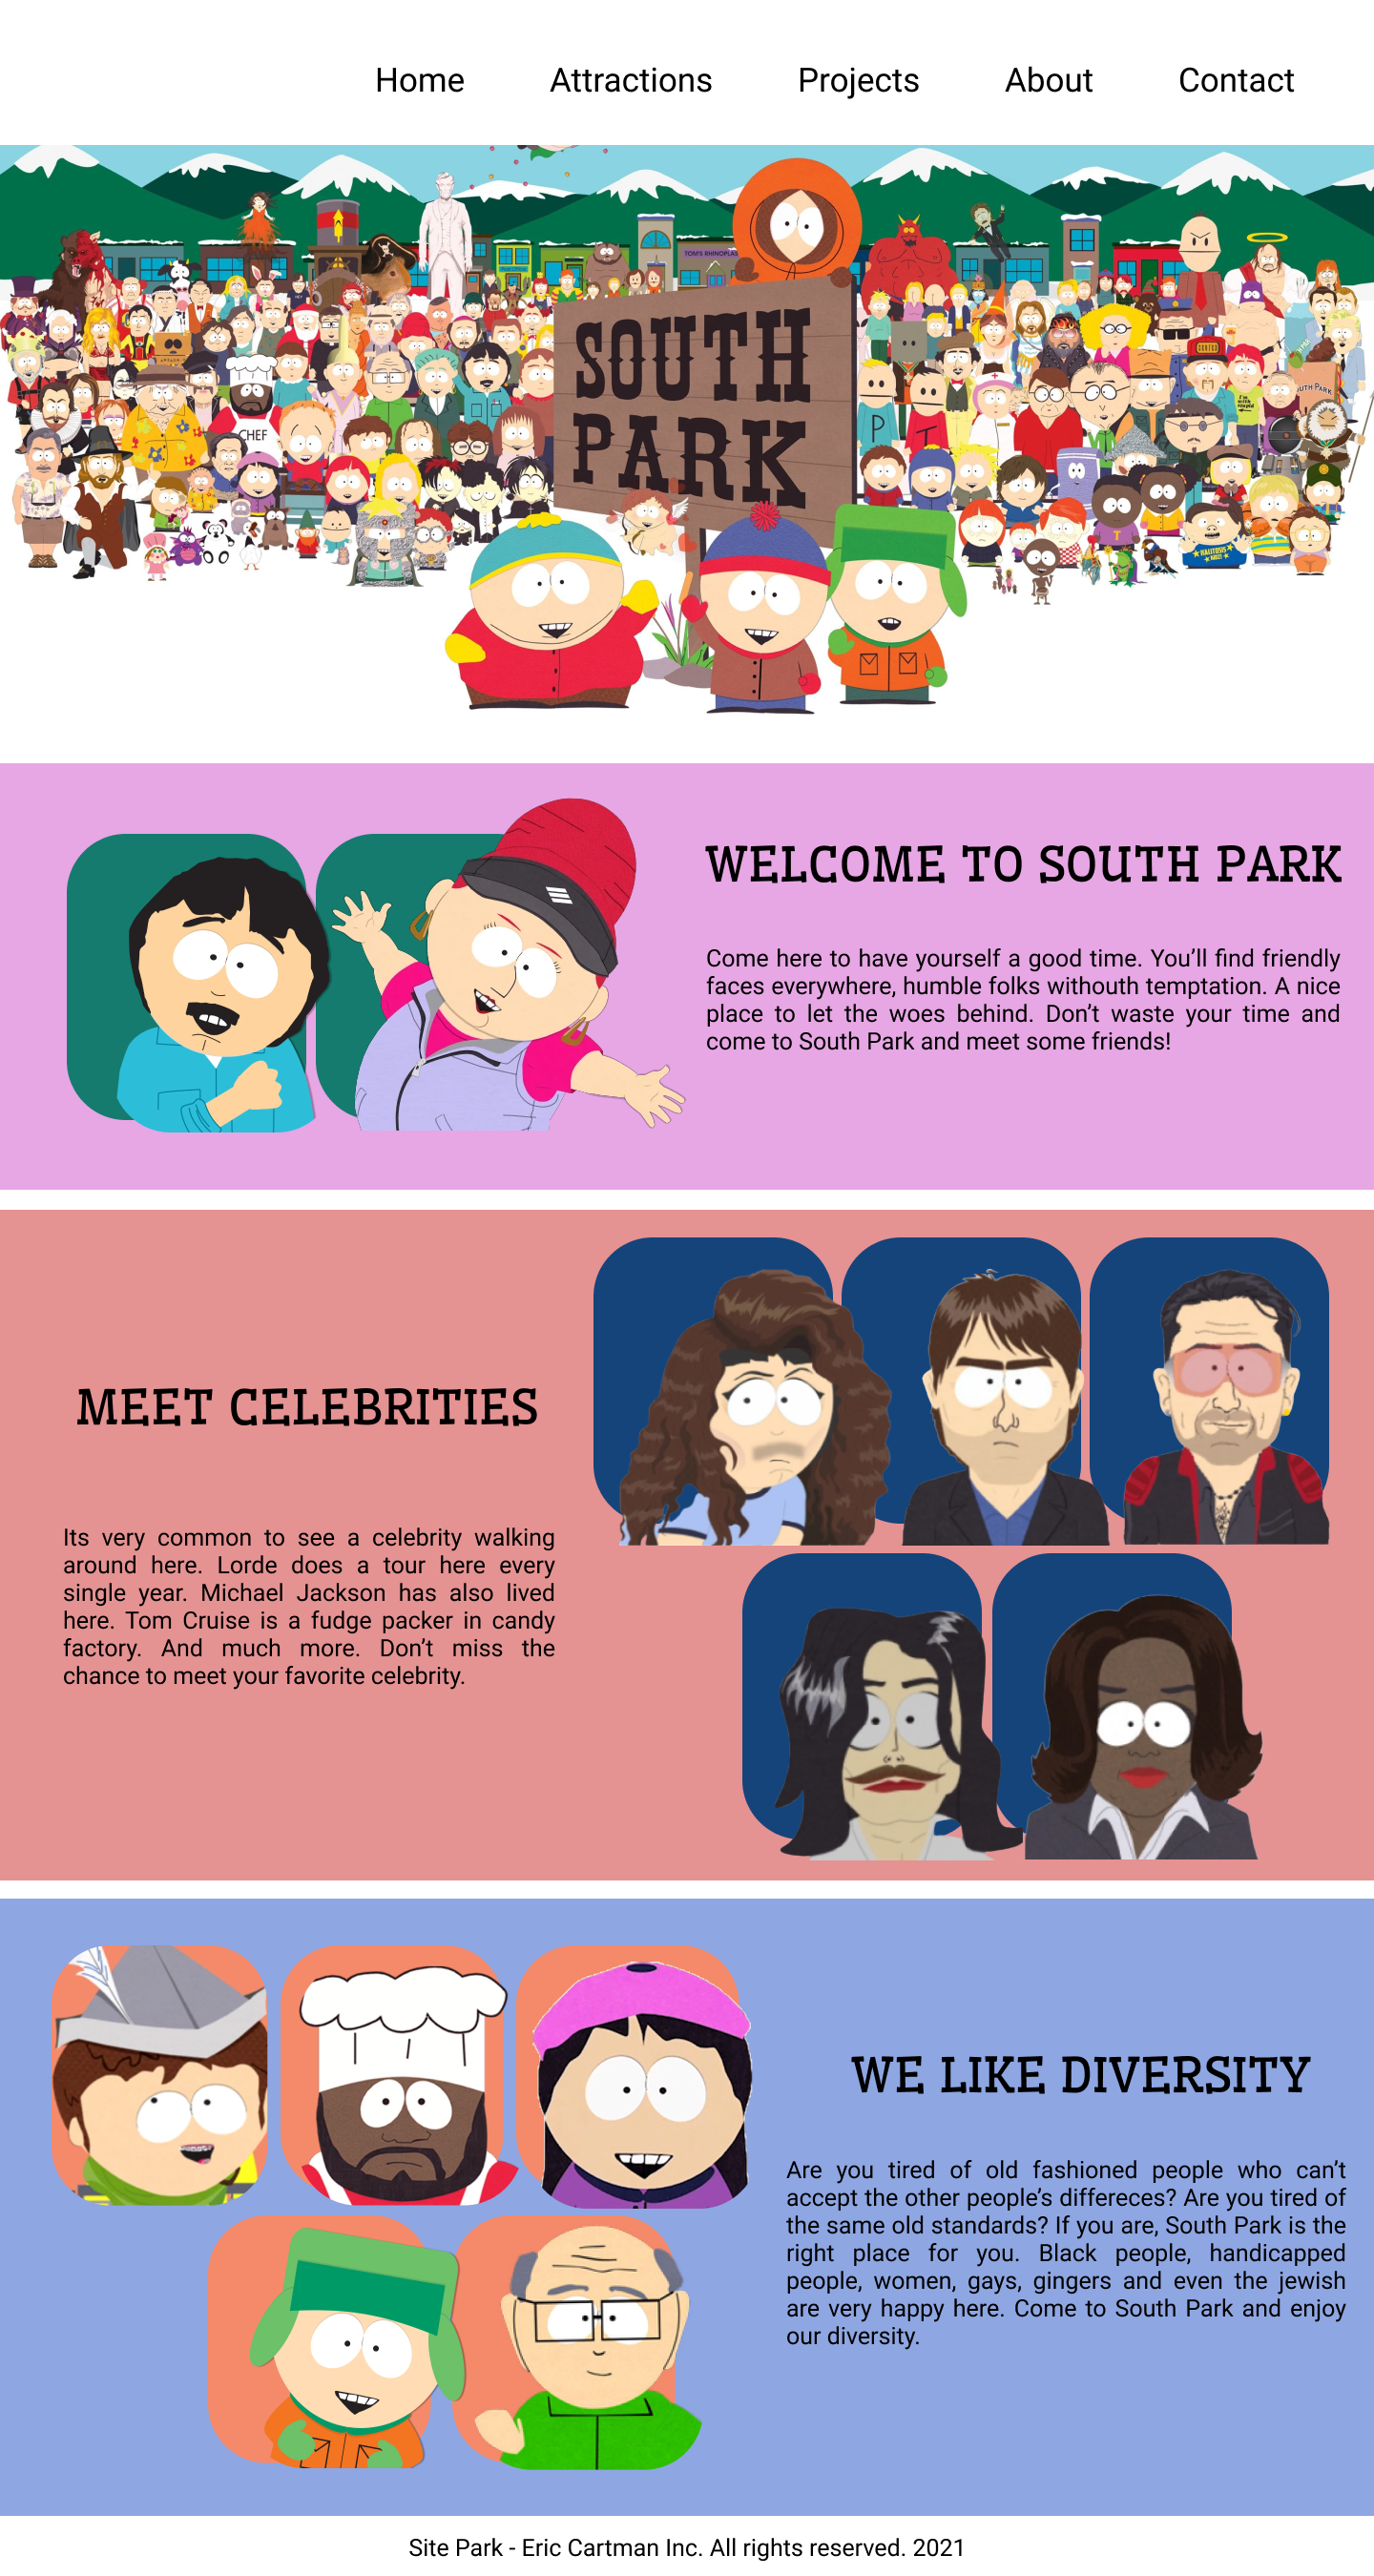 Home Attractions Projects About Contact
TOM'S RHINOPLAS
SOUTH
PARK
CHEF
P T
T
WELCOME TO SOUTH PARK
Come here to have yourself a good time. You’ll find friendly
faces everywhere, humble folks withouth temptation. A nice
place to let the woes behind. Don’t waste your time and
come to South Park and meet some friends!
MEET CELEBRITIES
Its very common to see a celebrity walking
around here. Lorde does a tour here every
single year. Michael Jackson has also lived
here. Tom Cruise is a fudge packer in candy
factory. And much more. Don’t miss the
chance to meet your favorite celebrity.
WE LIKE DIVERSITY
Are you tired of old fashioned people who can’t
accept the other people’s differeces? Are you tired of
the same old standards? If you are, South Park is the
right place for you. Black people, handicapped
people, women, gays, gingers and even the jewish
are very happy here. Come to South Park and enjoy
our diversity.
Site Park - Eric Cartman Inc. All rights reserved. 2021